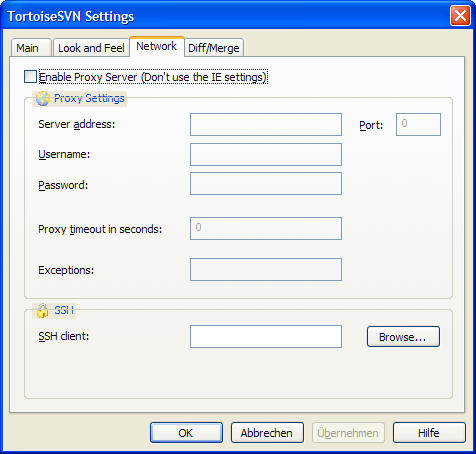 TortoiseSVN Settings
Main Look and Feel Network Diff/Merge
Enable Proxy Server (Don't use the IE settings)
Proxy Settings
Server address: Port: 0
Username:
Password:
Proxy timeout in seconds: 0
Exceptions:
SSH
SSH client: Browse...
OK Abbrechen Übernehmen Hilfe